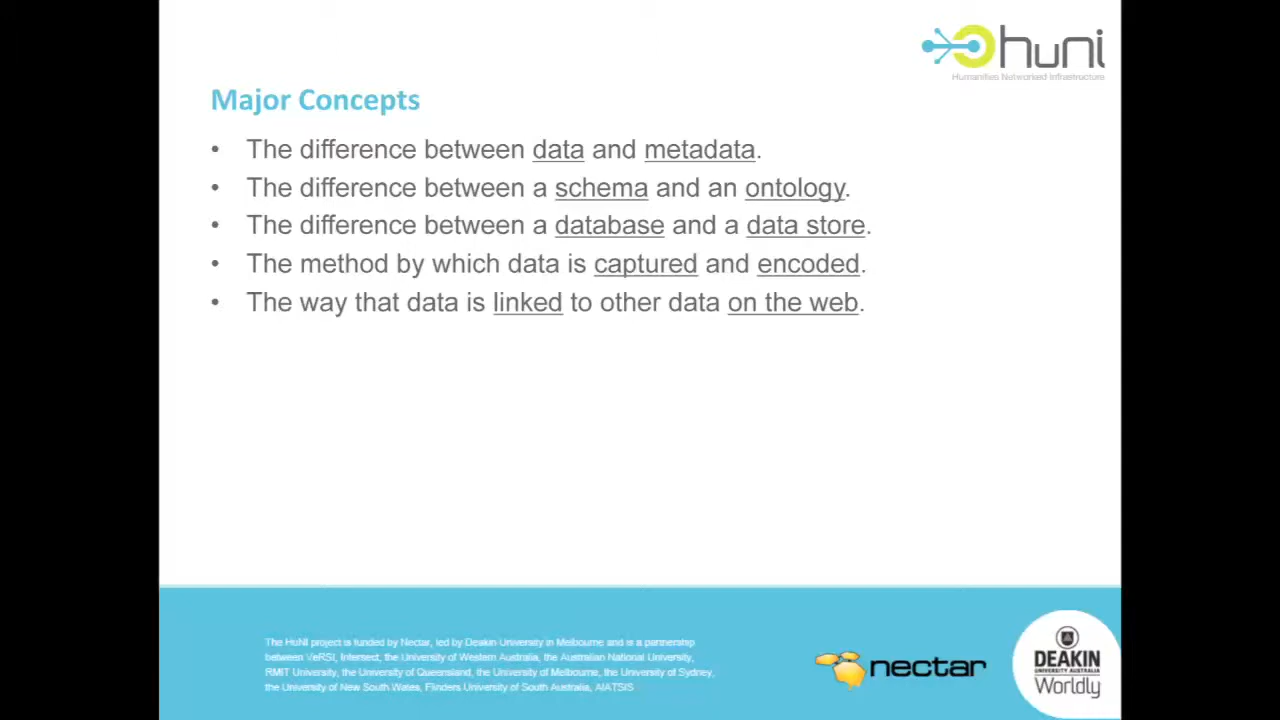 huni
Humanities Networked Infrastructure
Major Concepts
• The difference between data and metadata.
• The difference between a schema and an ontology.
• The difference between a database and a data store.
• The method by which data is captured and encoded.
• The way that data is linked to other data on the web.
The HuNI project is funded by Nectar, led by Deakin University in Melbourne and is a partnership
between VeRSI, Intersect, the University of Western Australia, the Australian National University,
RMIT University, the University of Queensland, the University of Melbourne, the University of Sydney,
the University of New South Wales, Flinders University of South Australia, AIATSIS
nectar
DEAKIN
UNIVERSITY AUSTRALIA
Worldly